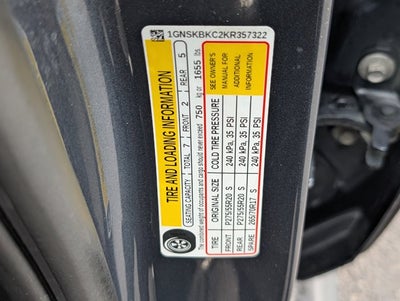 1GNSKBKC2KR357322
TIRE AND LOADING INFORMATION
SEATING CAPACITY TOTAL 7 FRONT 2 REAR 5
The combined weight of occupants and cargo should never exceed 750 kg or 1655 lbs
TIRE ORIGINAL SIZE COLD TIRE PRESSURE
FRONT P275/55R20 S 240 kPa, 35 PSI
REAR P275/55R20 S 240 kPa, 35 PSI
SPARE 265/70R17 S 240 kPa, 35 PSI
SEE OWNER'S
MANUAL FOR
ADDITIONAL
INFORMATION